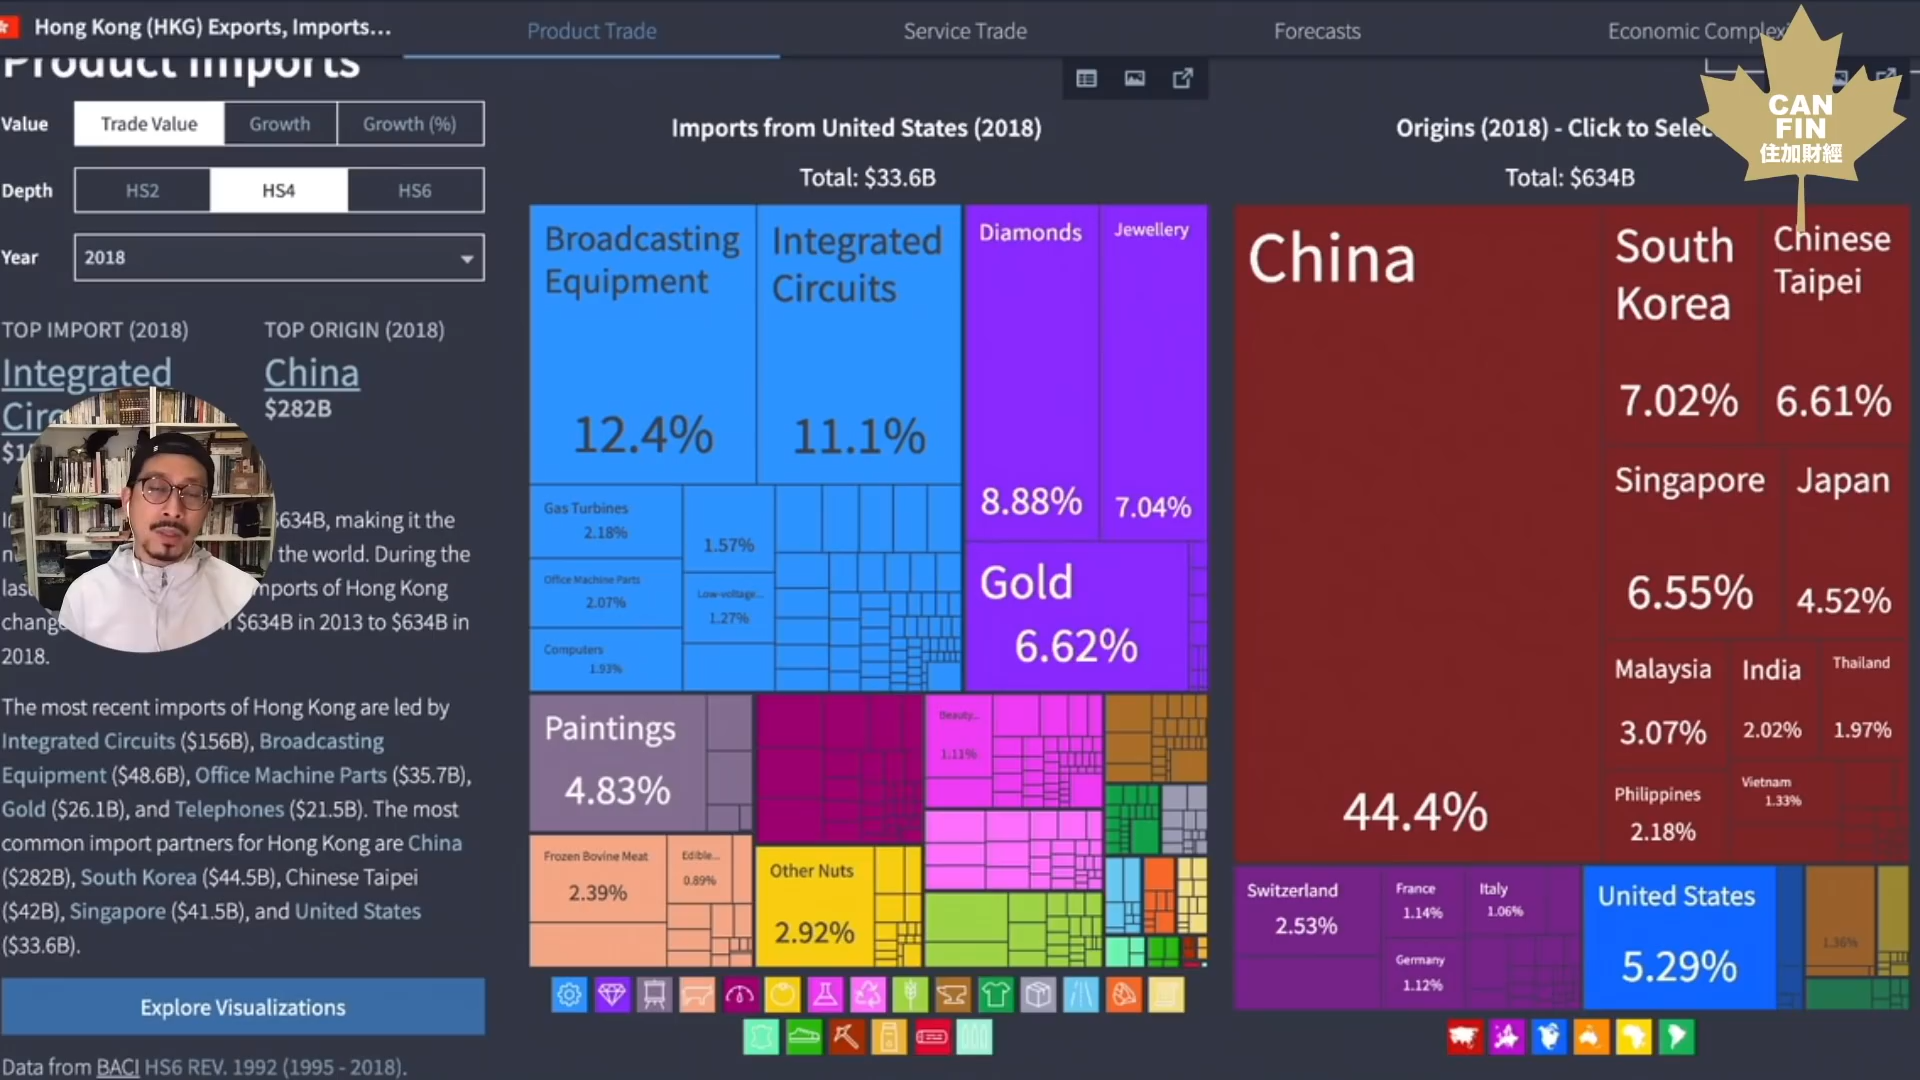 Hong Kong (HKG) Exports, Imports...
Product Trade
Service Trade
Forecasts
Economic Complexi
CAN
FIN
住加財經
Product Imports
Value
Trade Value
Growth
Growth (%)
Depth
HS2
HS4
HS6
Year
2018
TOP IMPORT (2018)
Integrated
Circ
TOP ORIGIN (2018)
China
$282B
$634B, making it the
the world. During the
mports of Hong Kong
$634B in 2013 to $634B in
2018.
The most recent imports of Hong Kong are led by
Integrated Circuits ($156B), Broadcasting
Equipment ($48.6B), Office Machine Parts ($35.7B),
Gold ($26.1B), and Telephones ($21.5B). The most
common import partners for Hong Kong are China
($282B), South Korea ($44.5B), Chinese Taipei
($42B), Singapore ($41.5B), and United States
($33.6B).
Explore Visualizations
Data from BACI HS6 REV. 1992 (1995 - 2018).
Imports from United States (2018)
Total: $33.6B
Broadcasting
Equipment
12.4%
Integrated
Circuits
11.1%
Diamonds
8.88%
Jewellery
7.04%
Gas Turbines
2.18%
1.57%
Office Machine Parts
2.07%
Low-voltage...
1.27%
Computers
1.93%
Gold
6.62%
Paintings
4.83%
Beauty...
1.11%
Frozen Bovine Meat
2.39%
Edible...
0.89%
Other Nuts
2.92%
Origins (2018) - Click to Selec
Total: $634B
China
44.4%
South
Korea
7.02%
Chinese
Taipei
6.61%
Singapore
6.55%
Japan
4.52%
Malaysia
3.07%
India
2.02%
Thailand
1.97%
Philippines
2.18%
Vietnam
1.33%
Switzerland
2.53%
France
1.14%
Italy
1.06%
Germany
1.12%
United States
5.29%
1.36%